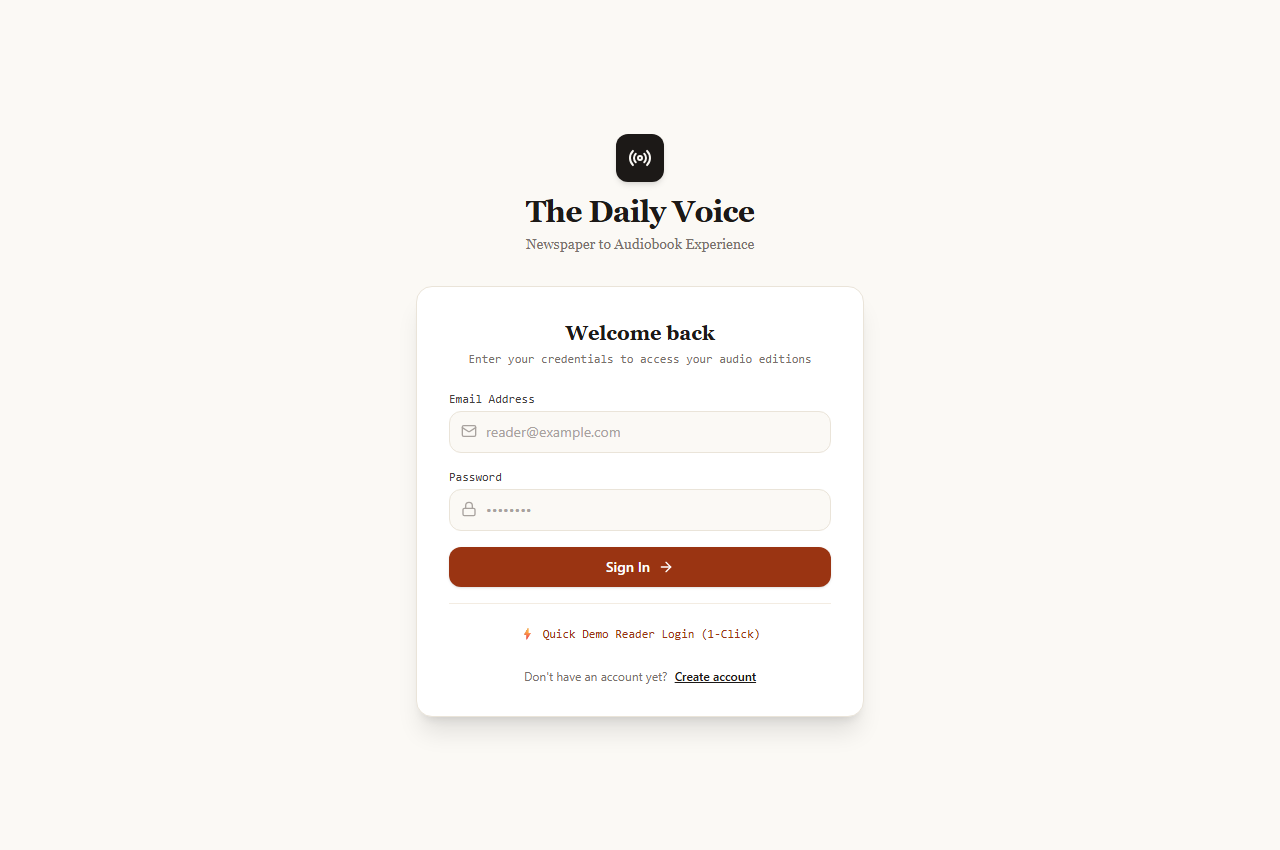 The Daily Voice
Newspaper to Audiobook Experience
Welcome back
Enter your credentials to access your audio editions
Email Address
reader@example.com
Password
••••••••
Sign In →
Quick Demo Reader Login (1-Click)
Don't have an account yet? Create account